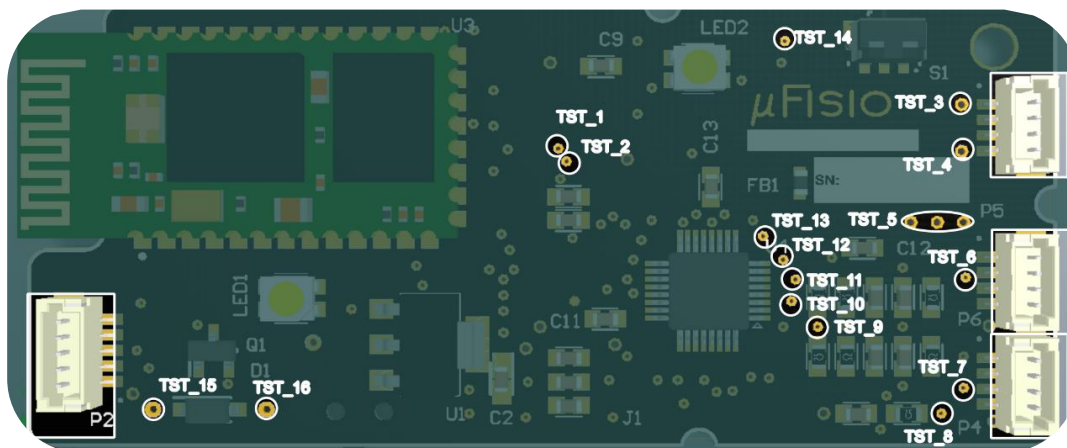 U3
LED2
C9
TST_14
S1
µFISIO
TST_3
TST_1
C13
TST_2
TST_4
FB1
SN:
TST_13
TST_5
P5
TST_12
C12
TST_6
LED1
TST_11
TST_10
C11
P6
TST_9
Q1
D1
TST_7
TST_15
TST_16
P2
U1
C2
J1
TST_8
P4